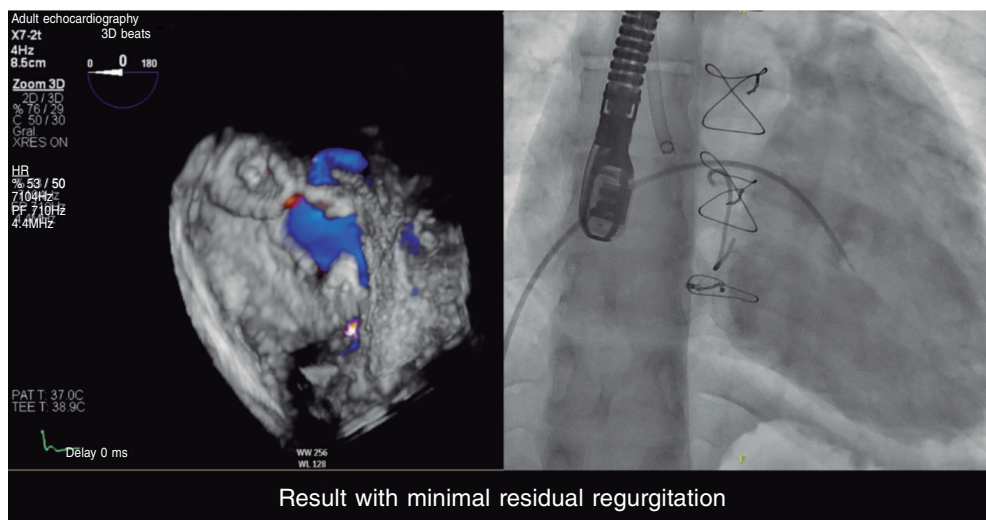 Adult echocardiography
X7-2t
3D beats
4Hz
8.5cm
0 0 180
Zoom 3D
2D / 3D
% 76 / 29
C 50 / 30
Gral
XRES ON
HR
% 53 / 50
7104Hz
PF 710Hz
4.4MHz
PAT T: 37.0C
TEE T: 38.9C
Delay 0 ms
WW 256
WL 128
F
Result with minimal residual regurgitation